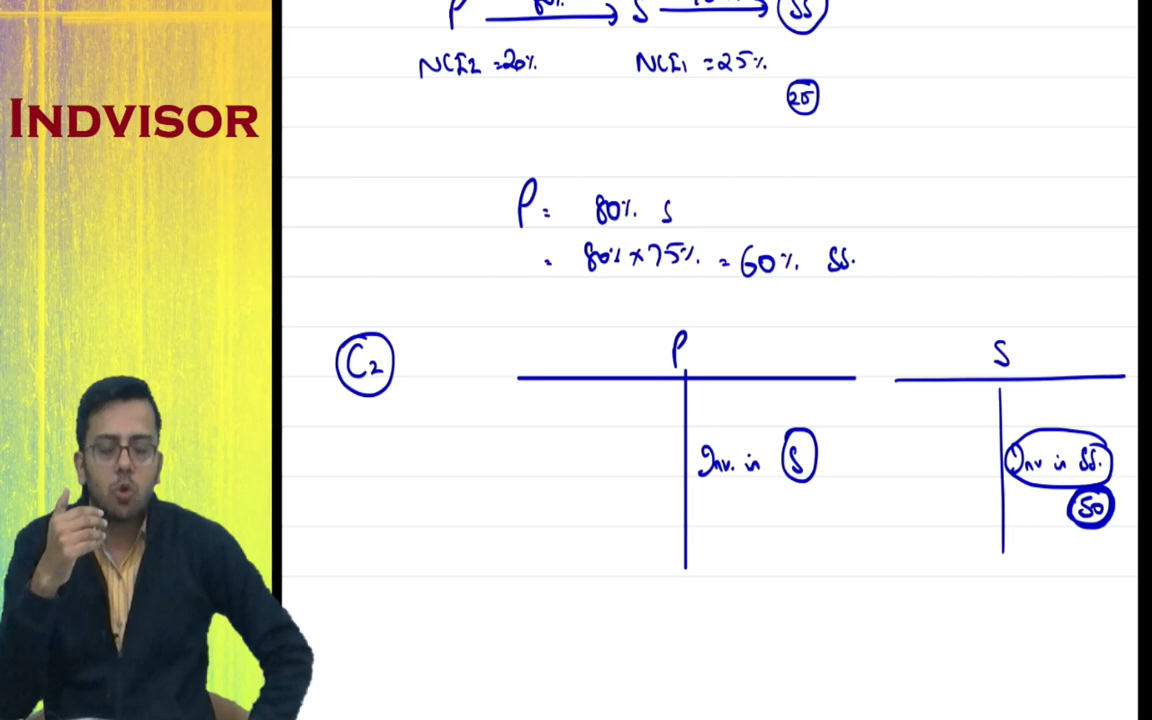 INDVISOR
P 80% S SS
NCI2 =20% NCI1 =25%
25
P= 80% S
= 80% x 75% = 60% SS.
C2 P S
Inv. in S Inv in SS.
50